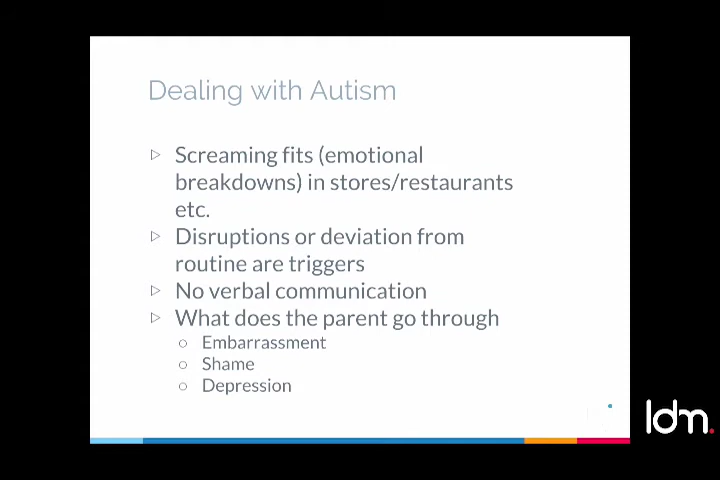 Dealing with Autism
▷ Screaming fits (emotional
breakdowns) in stores/restaurants
etc.
▷ Disruptions or deviation from
routine are triggers
▷ No verbal communication
▷ What does the parent go through
○ Embarrassment
○ Shame
○ Depression
ldm.